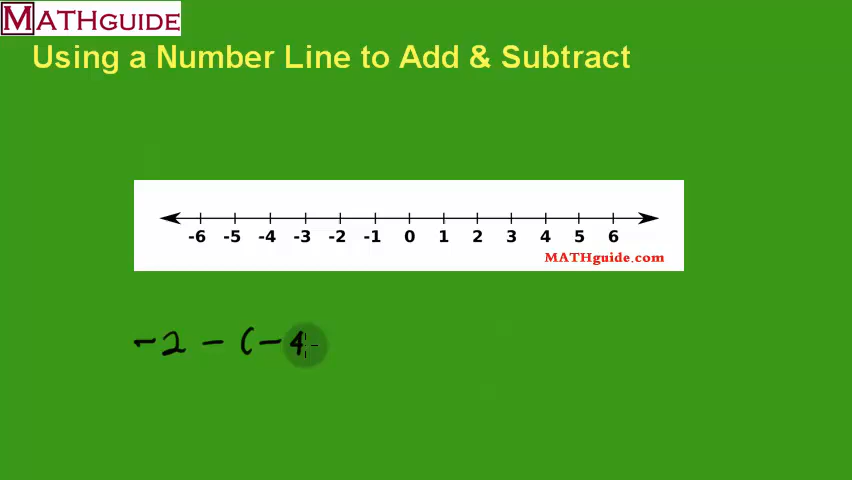 MATHGUIDE
Using a Number Line to Add & Subtract
-6 -5 -4 -3 -2 -1 0 1 2 3 4 5 6
MATHguide.com
-2 - (-4